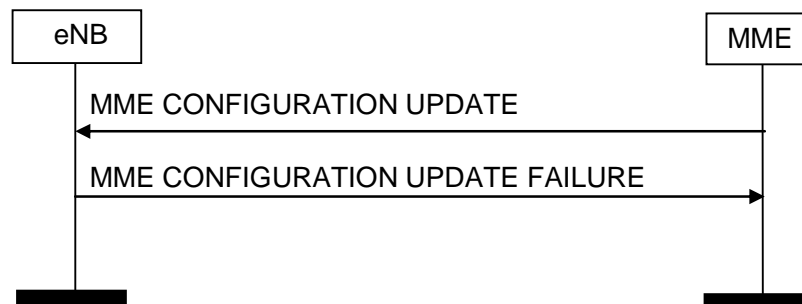 eNB
MME
MME CONFIGURATION UPDATE
MME CONFIGURATION UPDATE FAILURE